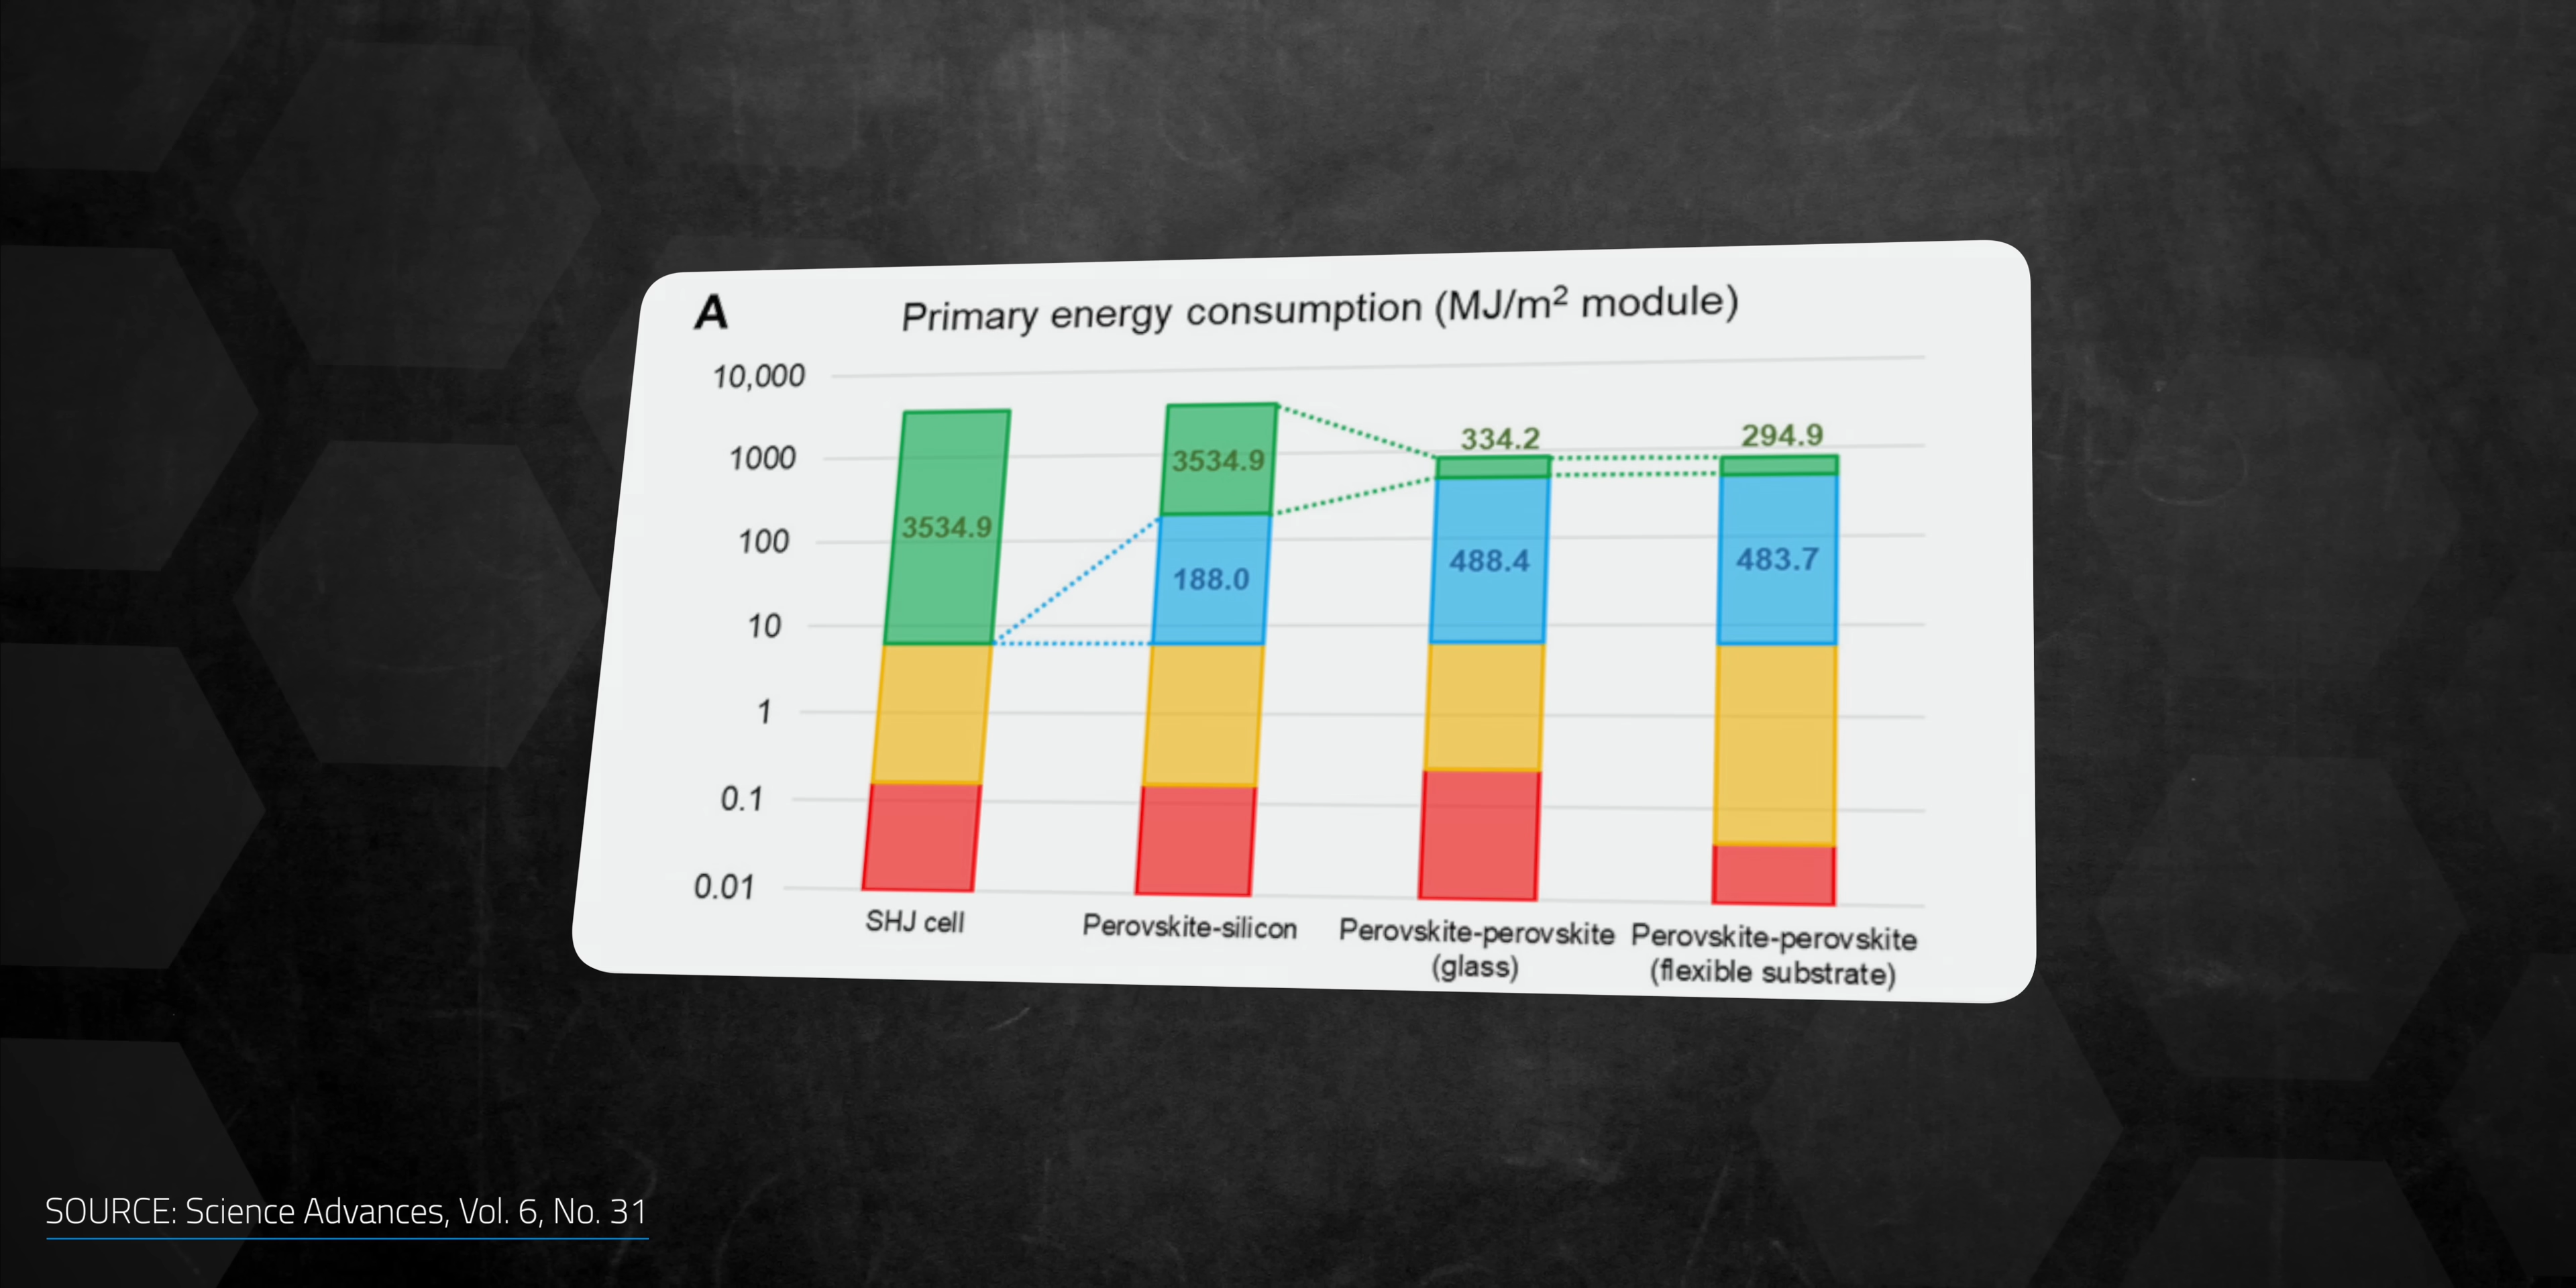 A
Primary energy consumption (MJ/m² module)
10,000
1000
100
10
1
0.1
0.01
3534.9
3534.9
188.0
334.2
488.4
294.9
483.7
SHJ cell
Perovskite-silicon
Perovskite-perovskite
(glass)
Perovskite-perovskite
(flexible substrate)
SOURCE: Science Advances, Vol. 6, No. 31